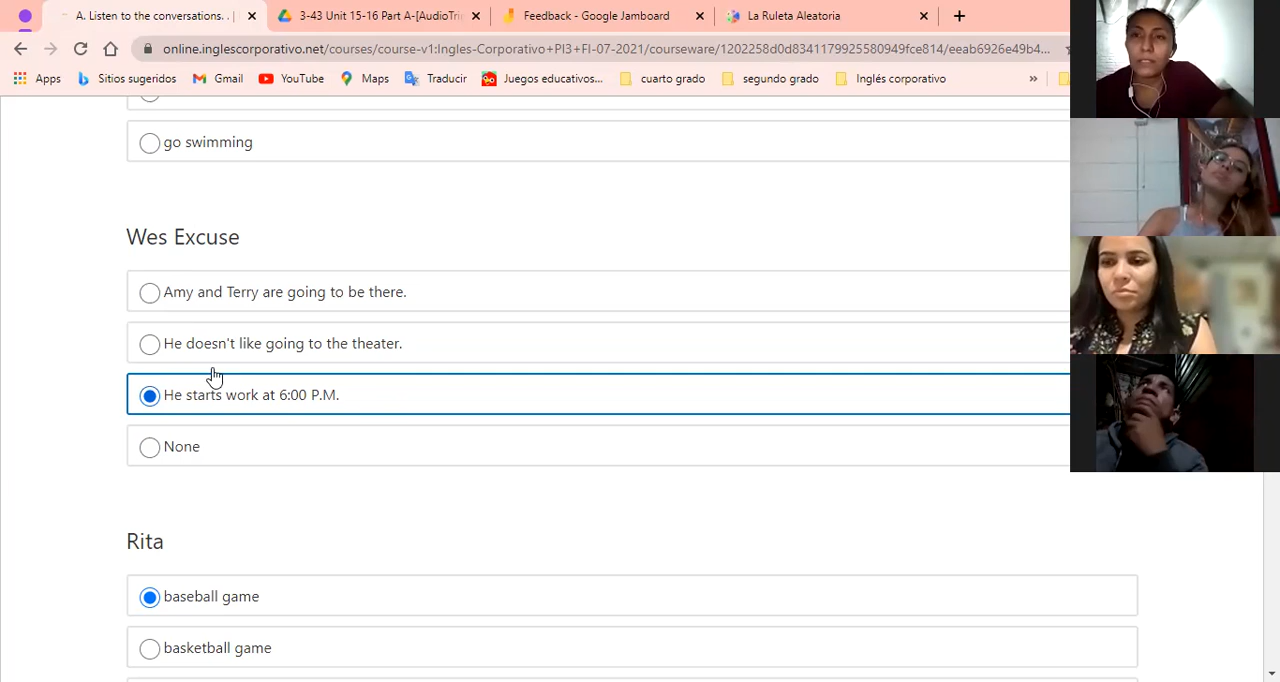 A. Listen to the conversations. .
3-43 Unit 15-16 Part A-[AudioTri
Feedback - Google Jamboard
La Ruleta Aleatoria
online.inglescorporativo.net/courses/course-v1:Ingles-Corporativo+PI3+FI-07-2021/courseware/1202258d0d8341179925580949fce814/eeab6926e49b4...
Apps
Sitios sugeridos
Gmail
YouTube
Maps
Traducir
Juegos educativos...
cuarto grado
segundo grado
Inglés corporativo
»
go swimming
Wes Excuse
Amy and Terry are going to be there.
He doesn't like going to the theater.
He starts work at 6:00 P.M.
None
Rita
baseball game
basketball game